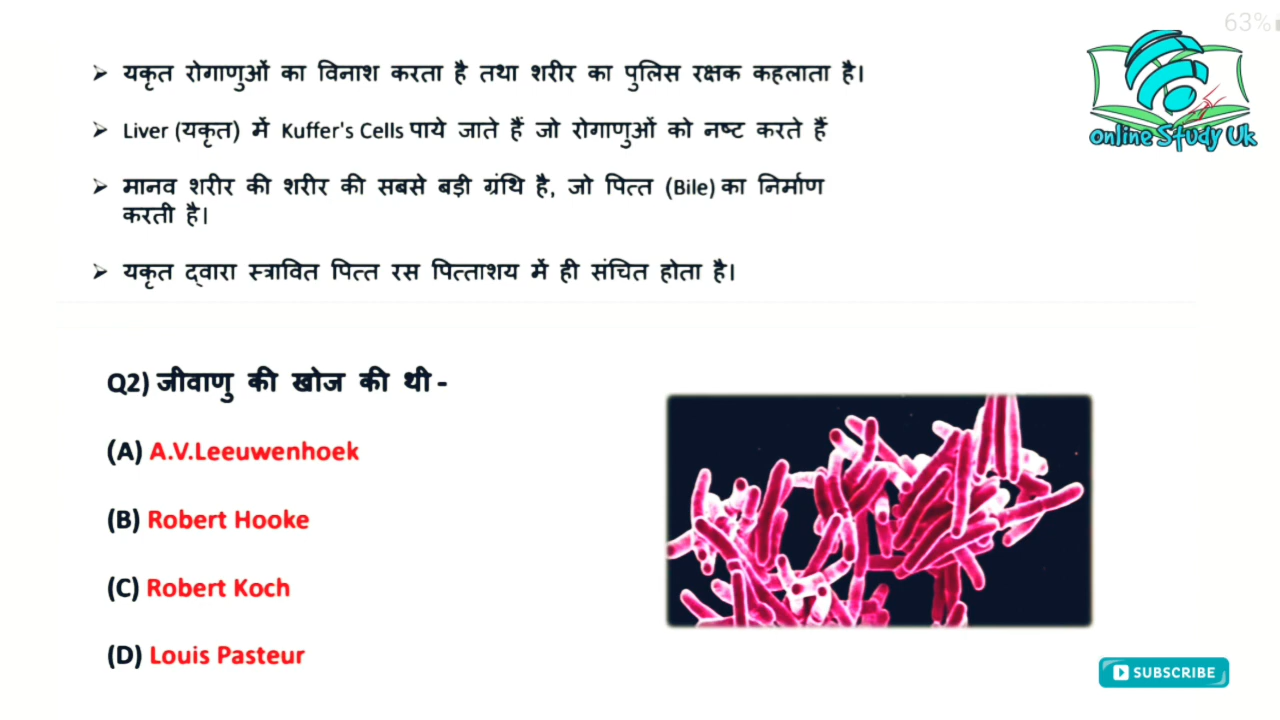 63%
➢ यकृत रोगाणुओं का विनाश करता है तथा शरीर का पुलिस रक्षक कहलाता है।
➢ Liver (यकृत) में Kuffer's Cells पाये जाते हैं जो रोगाणुओं को नष्ट करते हैं
➢ मानव शरीर की शरीर की सबसे बड़ी ग्रंथि है, जो पित्त (Bile) का निर्माण
करती है।
➢ यकृत द्वारा स्त्रावित पित्त रस पित्ताशय में ही संचित होता है।
Online Study Uk
Q2) जीवाणु की खोज की थी -
(A) A.V.Leeuwenhoek
(B) Robert Hooke
(C) Robert Koch
(D) Louis Pasteur
SUBSCRIBE